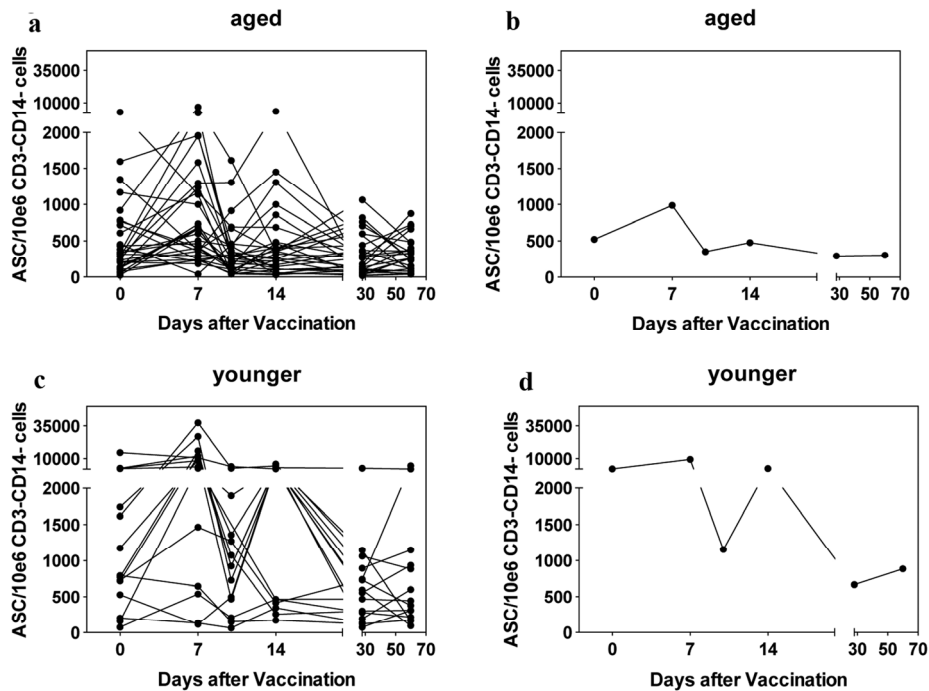 a
aged
ASC/10e6 CD3-CD14- cells
35000
10000
2000
1500
1000
500
0
0 7 14 30 50 70
Days after Vaccination
b
aged
ASC/10e6 CD3-CD14- cells
35000
10000
2000
1500
1000
500
0
0 7 14 30 50 70
Days after Vaccination
c
younger
ASC/10e6 CD3-CD14- cells
35000
10000
2000
1500
1000
500
0
0 7 14 30 50 70
Days after Vaccination
d
younger
ASC/10e6 CD3-CD14- cells
35000
10000
2000
1500
1000
500
0
0 7 14 30 50 70
Days after Vaccination